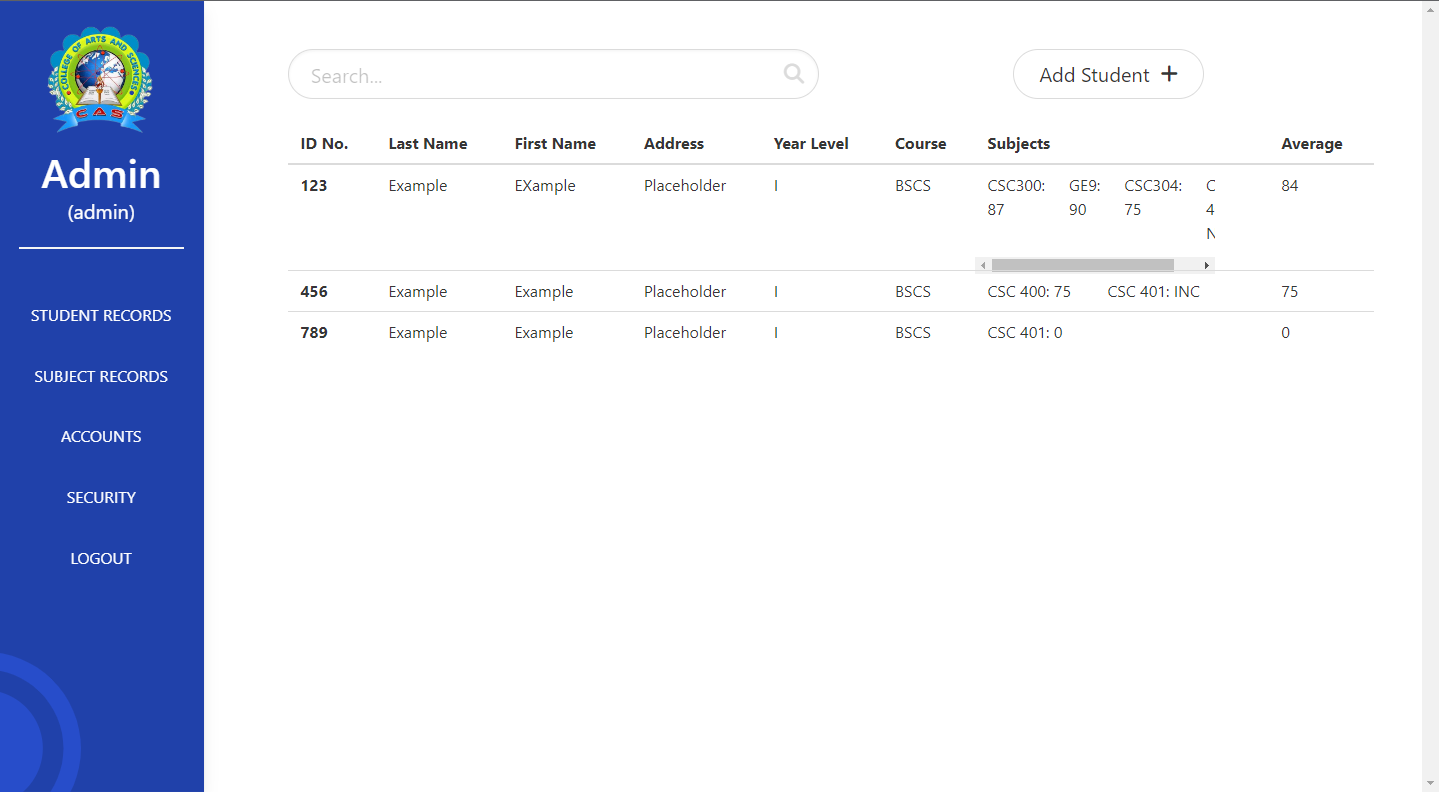 COLLEGE OF ARTS AND SCIENCES
CAS
Admin
(admin)
STUDENT RECORDS
SUBJECT RECORDS
ACCOUNTS
SECURITY
LOGOUT
Search...
Add Student +
ID No. Last Name First Name Address Year Level Course Subjects Average
123 Example EXample Placeholder I BSCS CSC300: GE9: CSC304: C 84
87 90 75 4
N
456 Example Example Placeholder I BSCS CSC 400: 75 CSC 401: INC 75
789 Example Example Placeholder I BSCS CSC 401: 0 0